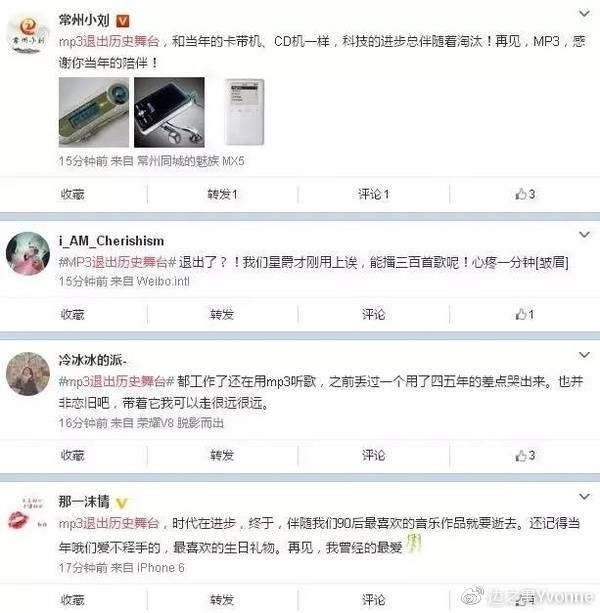 常州小刘
mp3退出历史舞台，和当年的卡带机、CD机一样，科技的进步总伴随着淘汰！再见，MP3，感
谢你当年的陪伴！
15分钟前 来自 常州同城的魅族 MX5
收藏 转发1 评论1 3
i_AM_Cherishism
#MP3退出历史舞台# 退出了？！我们星爵才刚用上诶，能插三百首歌呢！心疼一分钟[皱眉]
15分钟前 来自 Weibo.intl
收藏 转发 评论 1
冷冰冰的派-
#mp3退出历史舞台# 都工作了还在用mp3听歌，之前丢过一个用了四五年的差点哭出来。也并
非恋旧吧，带着它我可以走很远很远。
16分钟前 来自 荣耀V8 脱影而出
收藏 转发 评论 3
那一沫情
mp3退出历史舞台，时代在进步，终于，伴随我们90后最喜欢的音乐作品就要逝去。还记得当
年哦们爱不释手的，最喜欢的生日礼物。再见，我曾经的最爱
17分钟前 来自 iPhone 6
收藏 转发 评论
Yvonne